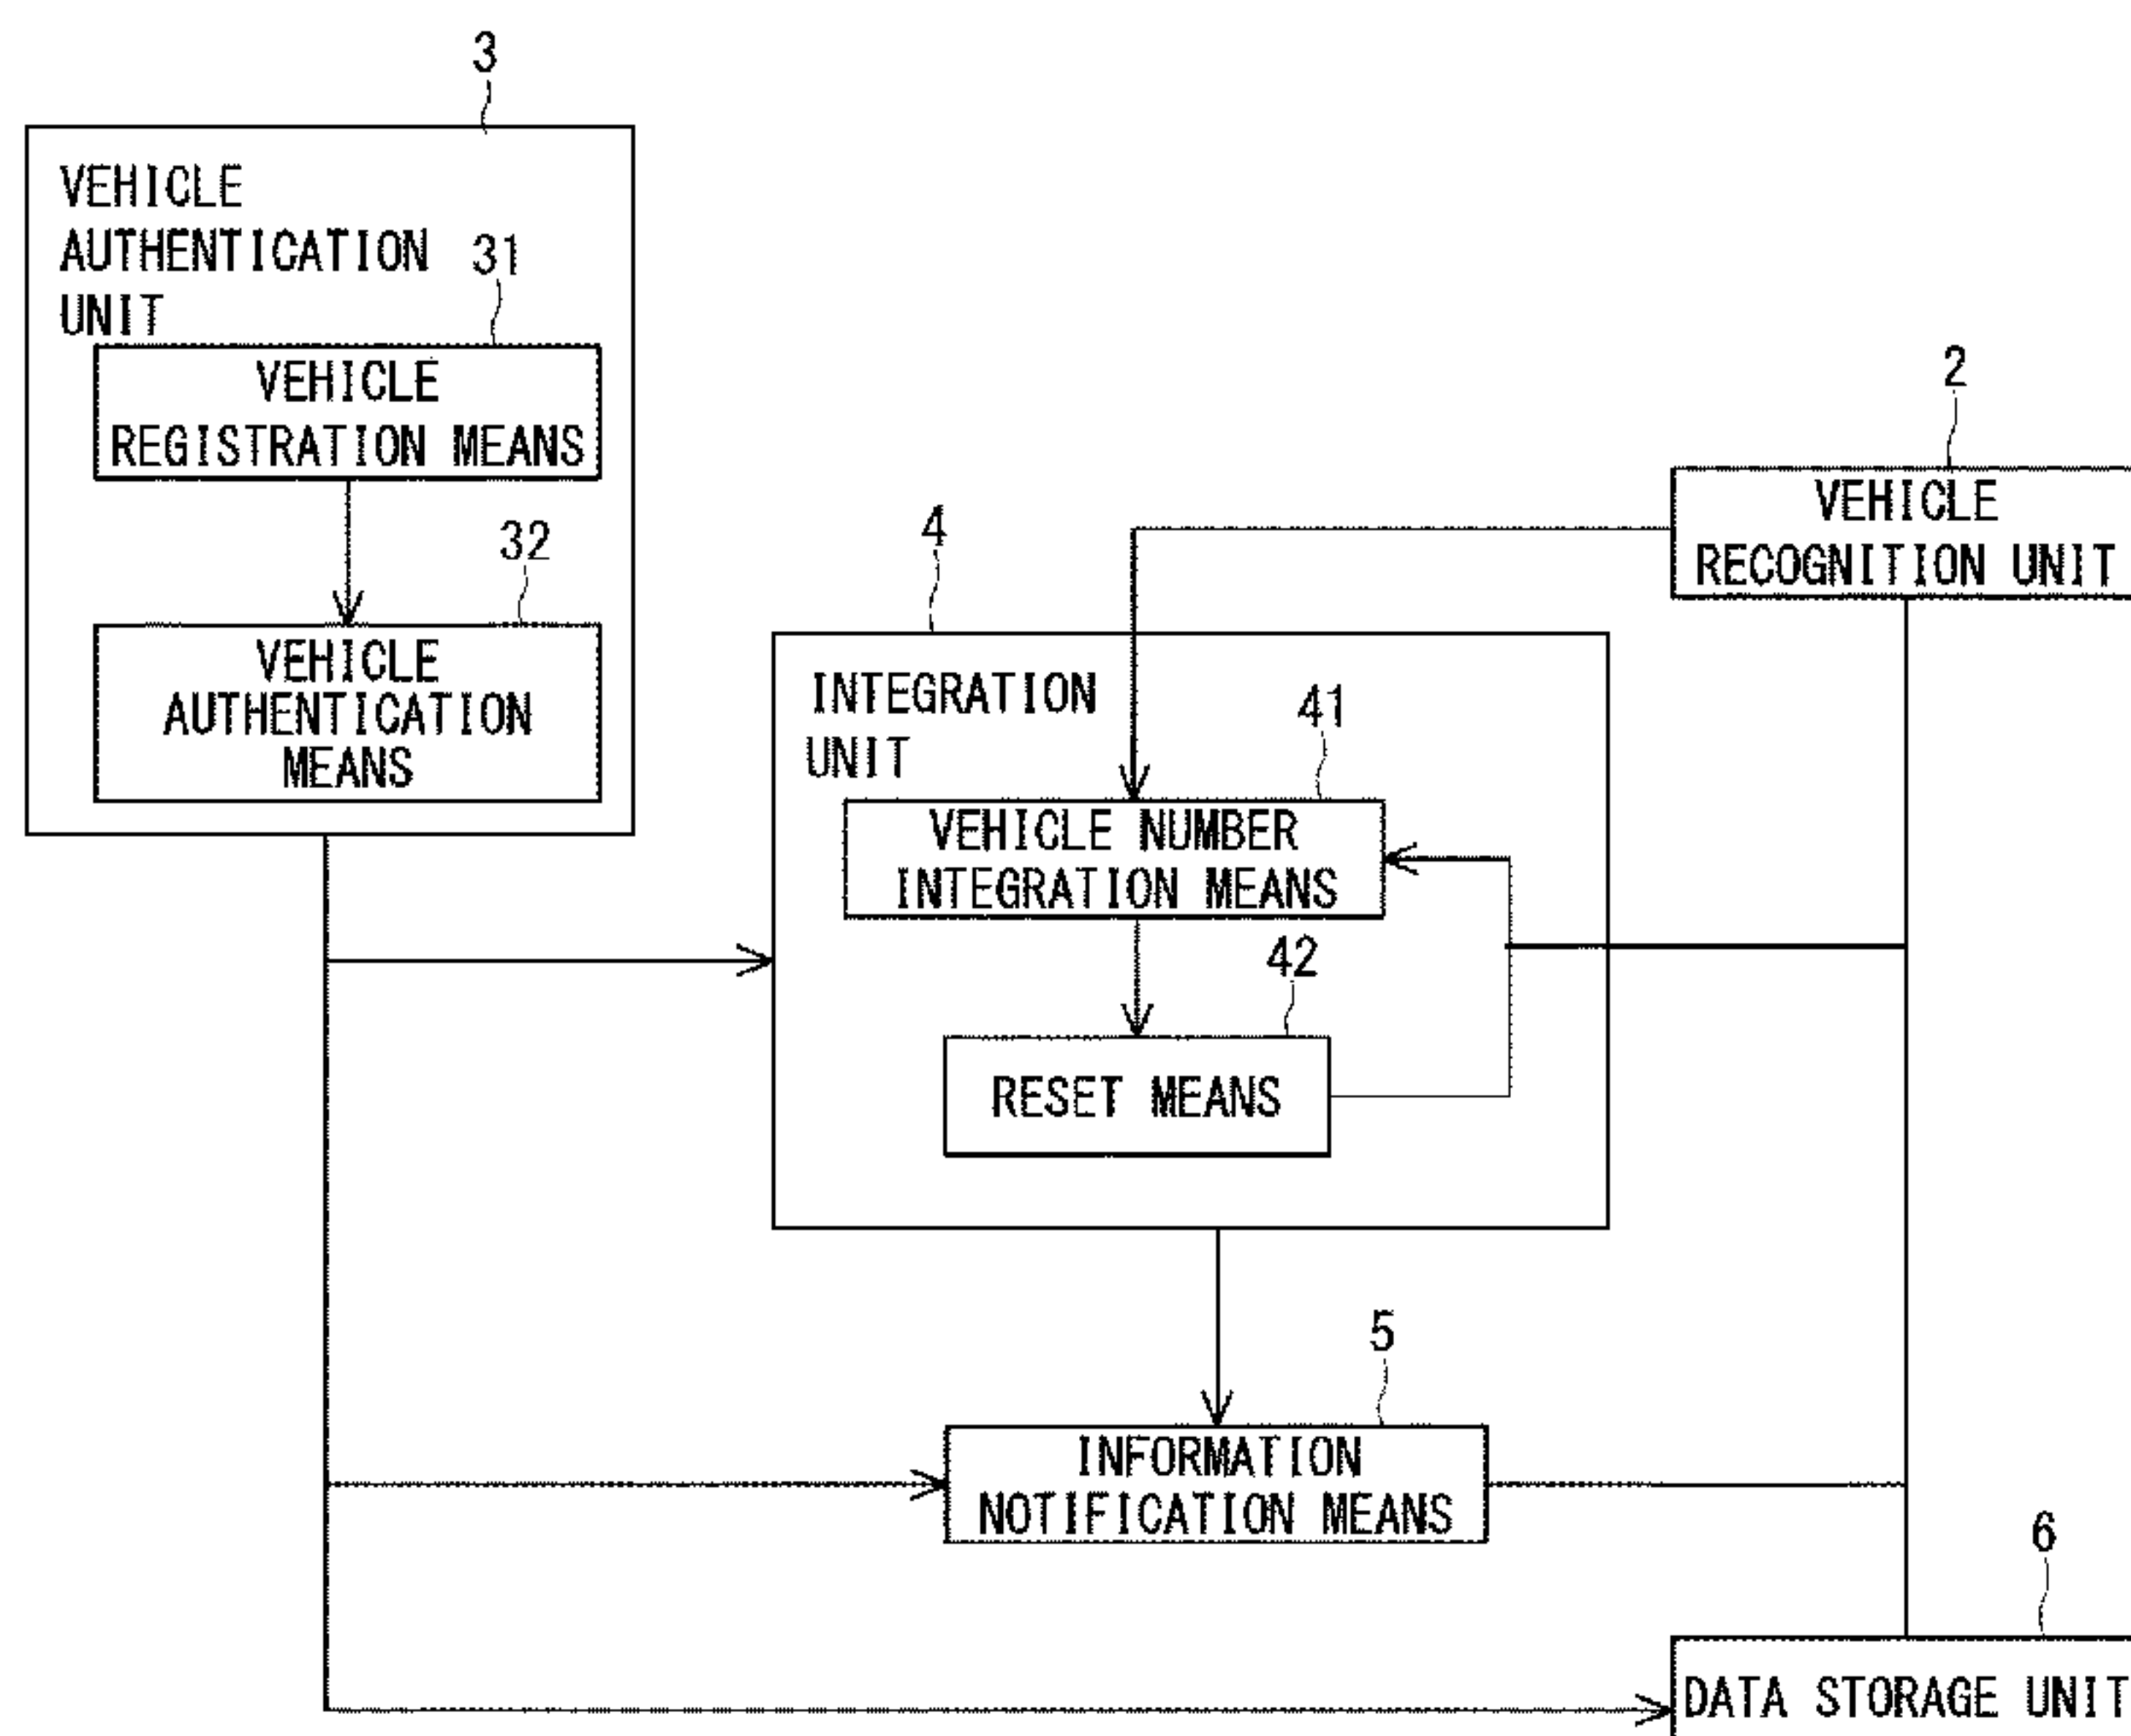 3
VEHICLE
AUTHENTICATION
UNIT
31
VEHICLE
REGISTRATION MEANS
32
VEHICLE
AUTHENTICATION
MEANS
2
VEHICLE
RECOGNITION UNIT
4
INTEGRATION
UNIT
41
VEHICLE NUMBER
INTEGRATION MEANS
42
RESET MEANS
5
INFORMATION
NOTIFICATION MEANS
6
DATA STORAGE UNIT